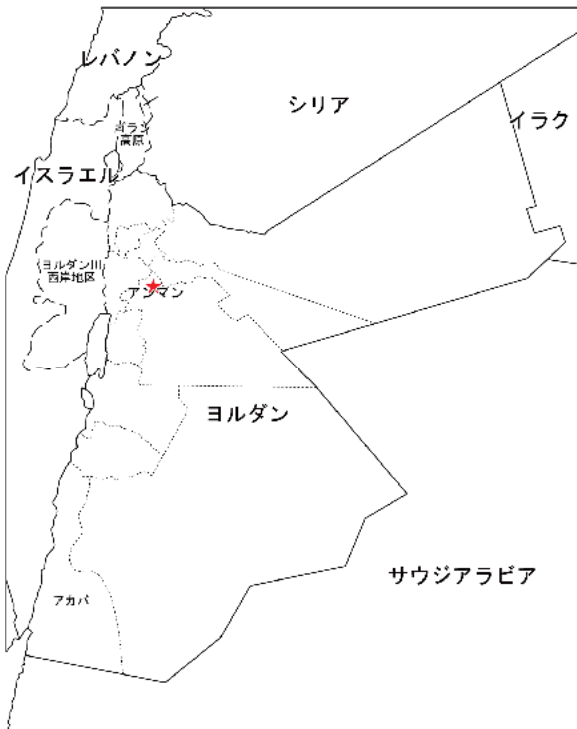 レバノン
シリア
イラク
ゴラン
高原
イスラエル
ヨルダン川
西岸地区
アンマン
ヨルダン
サウジアラビア
アカバ